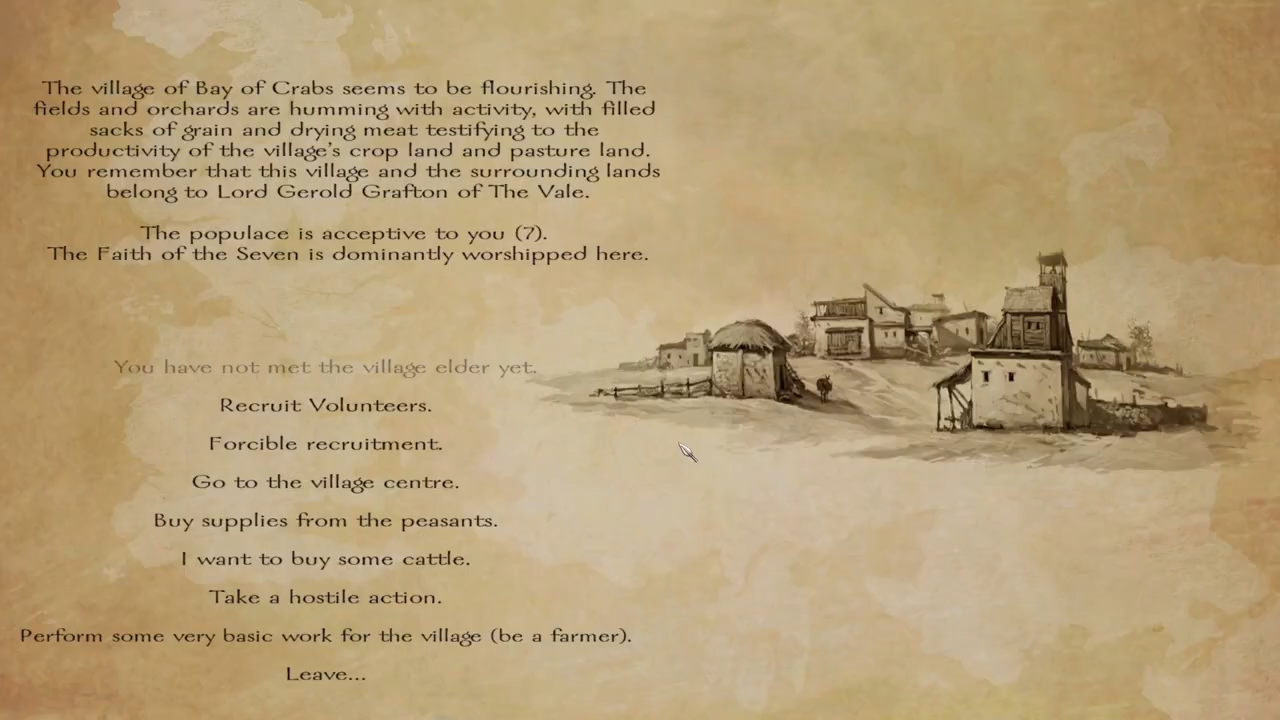 The village of Bay of Crabs seems to be flourishing. The
fields and orchards are humming with activity, with filled
sacks of grain and drying meat testifying to the
productivity of the village's crop land and pasture land.
You remember that this village and the surrounding lands
belong to Lord Gerold Grafton of The Vale.
The populace is acceptive to you (7).
The Faith of the Seven is dominantly worshipped here.
You have not met the village elder yet.
Recruit Volunteers.
Forcible recruitment.
Go to the village centre.
Buy supplies from the peasants.
I want to buy some cattle.
Take a hostile action.
Perform some very basic work for the village (be a farmer).
Leave...